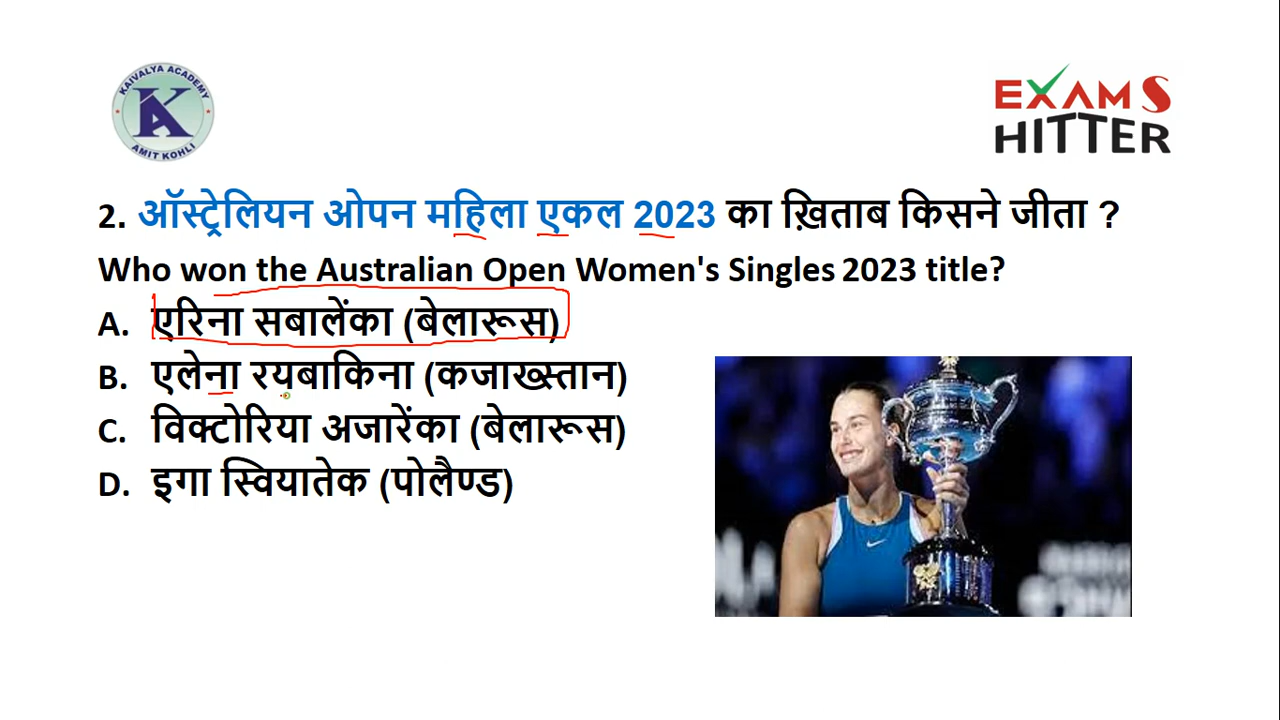 KAIVALYA ACADEMY
KA
AMIT KOHLI
EXAMS
HITTER
2. ऑस्ट्रेलियन ओपन महिला एकल 2023 का ख़िताब किसने जीता ?
Who won the Australian Open Women's Singles 2023 title?
A. एरिना सबालेंका (बेलारूस)
B. एलेना रयबाकिना (कजाख्स्तान)
C. विक्टोरिया अजारेंका (बेलारूस)
D. इगा स्वियातेक (पोलैण्ड)